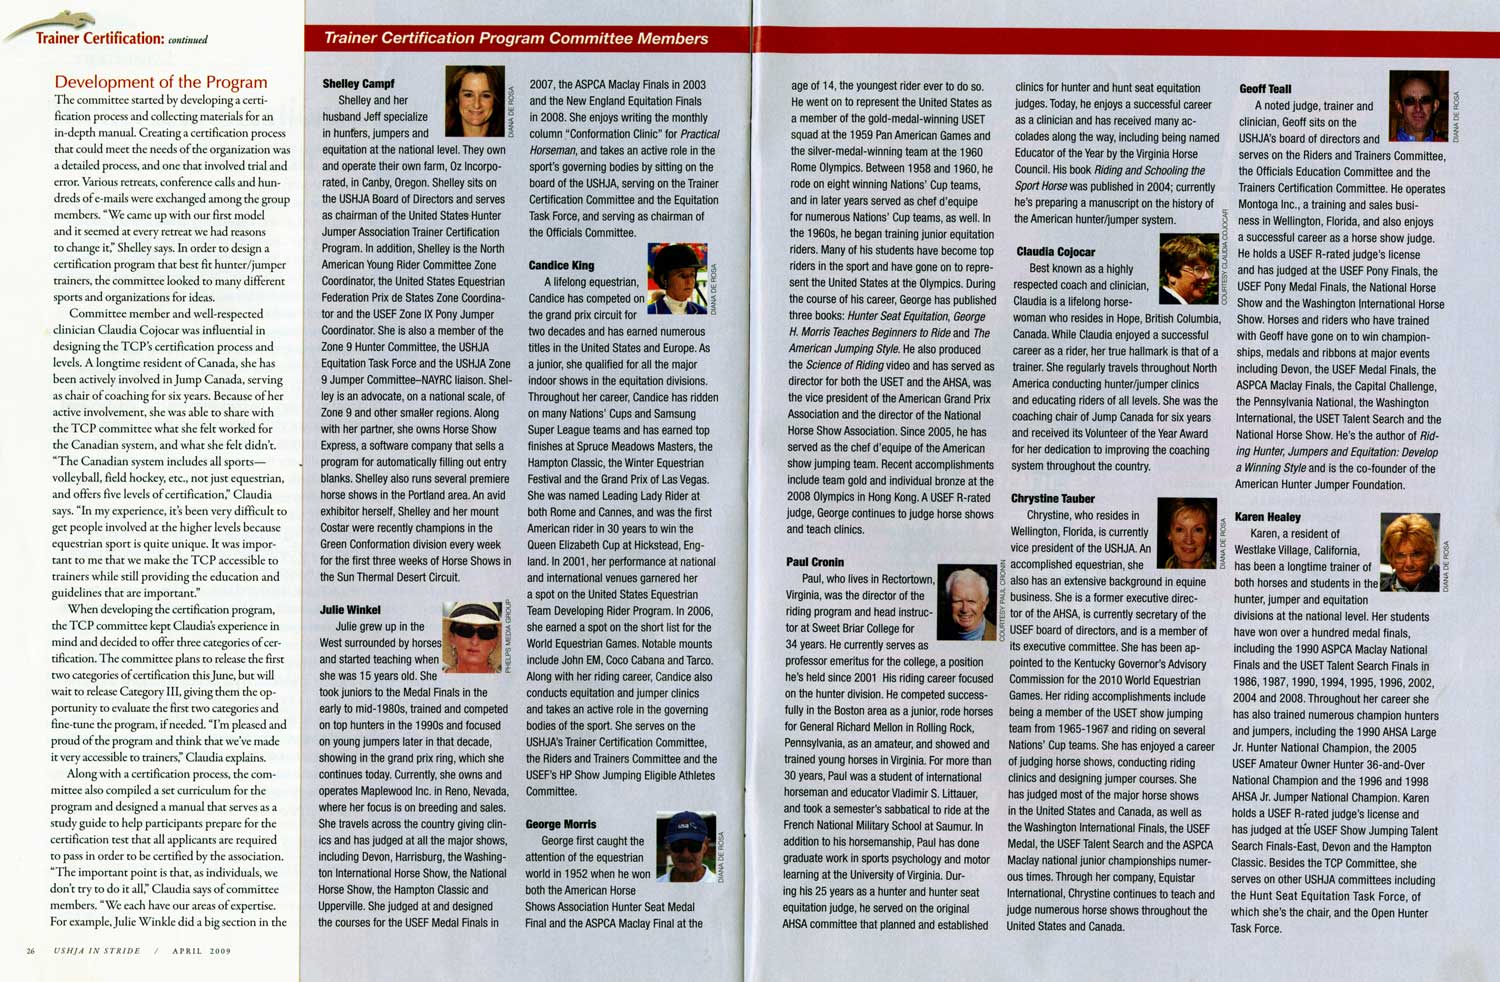 Trainer Certification: continued
Development of the Program
The committee started by developing a certi-
fication process and collecting materials for an
in-depth manual. Creating a certification process
that could meet the needs of the organization was
a detailed process, and one that involved trial and
error. Various retreats, conference calls and hun-
dreds of e-mails were exchanged among the group
members. “We came up with our first model
and it seemed at every retreat we had reasons
to change it,” Shelley says. In order to design a
certification program that best fit hunter/jumper
trainers, the committee looked to many different
sports and organizations for ideas.
Committee member and well-respected
clinician Claudia Cojocar was influential in
designing the TCP’s certification process and
levels. A longtime resident of Canada, she has
been actively involved in Jump Canada, serving
as chair of coaching for six years. Because of her
active involvement, she was able to share with
the TCP committee what she felt worked for
the Canadian system, and what she felt didn’t.
“The Canadian system includes all sports—
volleyball, field hockey, etc., not just equestrian,
and offers five levels of certification,” Claudia
says. “In my experience, it’s been very difficult to
get people involved at the higher levels because
equestrian sport is quite unique. It was impor-
tant to me that we make the TCP accessible to
trainers while still providing the education and
guidelines that are important.”
When developing the certification program,
the TCP committee kept Claudia’s experience in
mind and decided to offer three categories of cer-
tification. The committee plans to release the first
two categories of certification this June, but will
wait to release Category III, giving them the op-
portunity to evaluate the first two categories and
fine-tune the program, if needed. “I’m pleased and
proud of the program and think that we’ve made
it very accessible to trainers,” Claudia explains.
Along with a certification process, the com-
mittee also compiled a set curriculum for the
program and designed a manual that serves as a
study guide to help participants prepare for the
certification test that all applicants are required
to pass in order to be certified by the association.
“The important point is that, as individuals, we
don’t try to do it all,” Claudia says of committee
members. “We each have our areas of expertise.
For example, Julie Winkle did a big section in the
26 USHJA IN STRIDE / APRIL 2009
Trainer Certification Program Committee Members
Shelley Campf
Shelley and her
husband Jeff specialize
in hunters, jumpers and
equitation at the national level. They own
and operate their own farm, Oz Incorpo-
rated, in Canby, Oregon. Shelley sits on
the USHJA Board of Directors and serves
as chairman of the United States Hunter
Jumper Association Trainer Certification
Program. In addition, Shelley is the North
American Young Rider Committee Zone
Coordinator, the United States Equestrian
Federation Prix de States Zone Coordina-
tor and the USEF Zone IX Pony Jumper
Coordinator. She is also a member of the
Zone 9 Hunter Committee, the USHJA
Equitation Task Force and the USHJA Zone
9 Jumper Committee–NAYRC liaison. Shel-
ley is an advocate, on a national scale, of
Zone 9 and other smaller regions. Along
with her partner, she owns Horse Show
Express, a software company that sells a
program for automatically filling out entry
blanks. Shelley also runs several premiere
horse shows in the Portland area. An avid
exhibitor herself, Shelley and her mount
Costar were recently champions in the
Green Conformation division every week
for the first three weeks of Horse Shows in
the Sun Thermal Desert Circuit.
DIANA DE ROSA
Julie Winkel
Julie grew up in the
West surrounded by horses
and started teaching when
she was 15 years old. She
took juniors to the Medal Finals in the
early to mid-1980s, trained and competed
on top hunters in the 1990s and focused
on young jumpers later in that decade,
showing in the grand prix ring, which she
continues today. Currently, she owns and
operates Maplewood Inc. in Reno, Nevada,
where her focus is on breeding and sales.
She travels across the country giving clin-
ics and has judged at all the major shows,
including Devon, Harrisburg, the Washing-
ton International Horse Show, the National
Horse Show, the Hampton Classic and
Upperville. She judged at and designed
the courses for the USEF Medal Finals in
PHELPS MEDIA GROUP
2007, the ASPCA Maclay Finals in 2003
and the New England Equitation Finals
in 2008. She enjoys writing the monthly
column “Conformation Clinic” for Practical
Horseman, and takes an active role in the
sport’s governing bodies by sitting on the
board of the USHJA, serving on the Trainer
Certification Committee and the Equitation
Task Force, and serving as chairman of
the Officials Committee.
Candice King
A lifelong equestrian,
Candice has competed on
the grand prix circuit for
two decades and has earned numerous
titles in the United States and Europe. As
a junior, she qualified for all the major
indoor shows in the equitation divisions.
Throughout her career, Candice has ridden
on many Nations’ Cups and Samsung
Super League teams and has earned top
finishes at Spruce Meadows Masters, the
Hampton Classic, the Winter Equestrian
Festival and the Grand Prix of Las Vegas.
She was named Leading Lady Rider at
both Rome and Cannes, and was the first
American rider in 30 years to win the
Queen Elizabeth Cup at Hickstead, Eng-
land. In 2001, her performance at national
and international venues garnered her
a spot on the United States Equestrian
Team Developing Rider Program. In 2006,
she earned a spot on the short list for the
World Equestrian Games. Notable mounts
include John EM, Coco Cabana and Tarco.
Along with her riding career, Candice also
conducts equitation and jumper clinics
and takes an active role in the governing
bodies of the sport. She serves on the
USHJA’s Trainer Certification Committee,
the Riders and Trainers Committee and the
USEF’s HP Show Jumping Eligible Athletes
Committee.
DIANA DE ROSA
George Morris
George first caught the
attention of the equestrian
world in 1952 when he won
both the American Horse
Shows Association Hunter Seat Medal
Final and the ASPCA Maclay Final at the
DIANA DE ROSA
age of 14, the youngest rider ever to do so.
He went on to represent the United States as
a member of the gold-medal-winning USET
squad at the 1959 Pan American Games and
the silver-medal-winning team at the 1960
Rome Olympics. Between 1958 and 1960, he
rode on eight winning Nations’ Cup teams,
and in later years served as chef d’equipe
for numerous Nations’ Cup teams, as well. In
the 1960s, he began training junior equitation
riders. Many of his students have become top
riders in the sport and have gone on to repre-
sent the United States at the Olympics. During
the course of his career, George has published
three books: Hunter Seat Equitation, George
H. Morris Teaches Beginners to Ride and The
American Jumping Style. He also produced
the Science of Riding video and has served as
director for both the USET and the AHSA, was
the vice president of the American Grand Prix
Association and the director of the National
Horse Show Association. Since 2005, he has
served as the chef d’equipe of the American
show jumping team. Recent accomplishments
include team gold and individual bronze at the
2008 Olympics in Hong Kong. A USEF R-rated
judge, George continues to judge horse shows
and teach clinics.
Paul Cronin
Paul, who lives in Rectortown,
Virginia, was the director of the
riding program and head instruc-
tor at Sweet Briar College for
34 years. He currently serves as
professor emeritus for the college, a position
he’s held since 2001 His riding career focused
on the hunter division. He competed success-
fully in the Boston area as a junior, rode horses
for General Richard Mellon in Rolling Rock,
Pennsylvania, as an amateur, and showed and
trained young horses in Virginia. For more than
30 years, Paul was a student of international
horseman and educator Vladimir S. Littauer,
and took a semester’s sabbatical to ride at the
French National Military School at Saumur. In
addition to his horsemanship, Paul has done
graduate work in sports psychology and motor
learning at the University of Virginia. Dur-
ing his 25 years as a hunter and hunter seat
equitation judge, he served on the original
AHSA committee that planned and established
COURTESY PAUL CRONIN
clinics for hunter and hunt seat equitation
judges. Today, he enjoys a successful career
as a clinician and has received many ac-
colades along the way, including being named
Educator of the Year by the Virginia Horse
Council. His book Riding and Schooling the
Sport Horse was published in 2004; currently
he’s preparing a manuscript on the history of
the American hunter/jumper system.
Claudia Cojocar
Best known as a highly
respected coach and clinician,
Claudia is a lifelong horse-
woman who resides in Hope, British Columbia,
Canada. While Claudia enjoyed a successful
career as a rider, her true hallmark is that of a
trainer. She regularly travels throughout North
America conducting hunter/jumper clinics
and educating riders of all levels. She was the
coaching chair of Jump Canada for six years
and received its Volunteer of the Year Award
for her dedication to improving the coaching
system throughout the country.
COURTESY CLAUDIA COJOCAR
Chrystine Tauber
Chrystine, who resides in
Wellington, Florida, is currently
vice president of the USHJA. An
accomplished equestrian, she
also has an extensive background in equine
business. She is a former executive direc-
tor of the AHSA, is currently secretary of the
USEF board of directors, and is a member of
its executive committee. She has been ap-
pointed to the Kentucky Governor’s Advisory
Commission for the 2010 World Equestrian
Games. Her riding accomplishments include
being a member of the USET show jumping
team from 1965-1967 and riding on several
Nations’ Cup teams. She has enjoyed a career
of judging horse shows, conducting riding
clinics and designing jumper courses. She
has judged most of the major horse shows
in the United States and Canada, as well as
the Washington International Finals, the USEF
Medal, the USEF Talent Search and the ASPCA
Maclay national junior championships numer-
ous times. Through her company, Equistar
International, Chrystine continues to teach and
judge numerous horse shows throughout the
United States and Canada.
DIANA DE ROSA
Geoff Teall
A noted judge, trainer and
clinician, Geoff sits on the
USHJA’s board of directors and
serves on the Riders and Trainers Committee,
the Officials Education Committee and the
Trainers Certification Committee. He operates
Montoga Inc., a training and sales busi-
ness in Wellington, Florida, and also enjoys
a successful career as a horse show judge.
He holds a USEF R-rated judge’s license
and has judged at the USEF Pony Finals, the
USEF Pony Medal Finals, the National Horse
Show and the Washington International Horse
Show. Horses and riders who have trained
with Geoff have gone on to win champion-
ships, medals and ribbons at major events
including Devon, the USEF Medal Finals, the
ASPCA Maclay Finals, the Capital Challenge,
the Pennsylvania National, the Washington
International, the USET Talent Search and the
National Horse Show. He’s the author of Rid-
ing Hunter, Jumpers and Equitation: Develop
a Winning Style and is the co-founder of the
American Hunter Jumper Foundation.
DIANA DE ROSA
Karen Healey
Karen, a resident of
Westlake Village, California,
has been a longtime trainer of
both horses and students in the
hunter, jumper and equitation
divisions at the national level. Her students
have won over a hundred medal finals,
including the 1990 ASPCA Maclay National
Finals and the USET Talent Search Finals in
1986, 1987, 1990, 1994, 1995, 1996, 2002,
2004 and 2008. Throughout her career she
has also trained numerous champion hunters
and jumpers, including the 1990 AHSA Large
Jr. Hunter National Champion, the 2005
USEF Amateur Owner Hunter 36-and-Over
National Champion and the 1996 and 1998
AHSA Jr. Jumper National Champion. Karen
holds a USEF R-rated judge’s license and
has judged at the USEF Show Jumping Talent
Search Finals-East, Devon and the Hampton
Classic. Besides the TCP Committee, she
serves on other USHJA committees including
the Hunt Seat Equitation Task Force, of
which she’s the chair, and the Open Hunter
Task Force.
DIANA DE ROSA